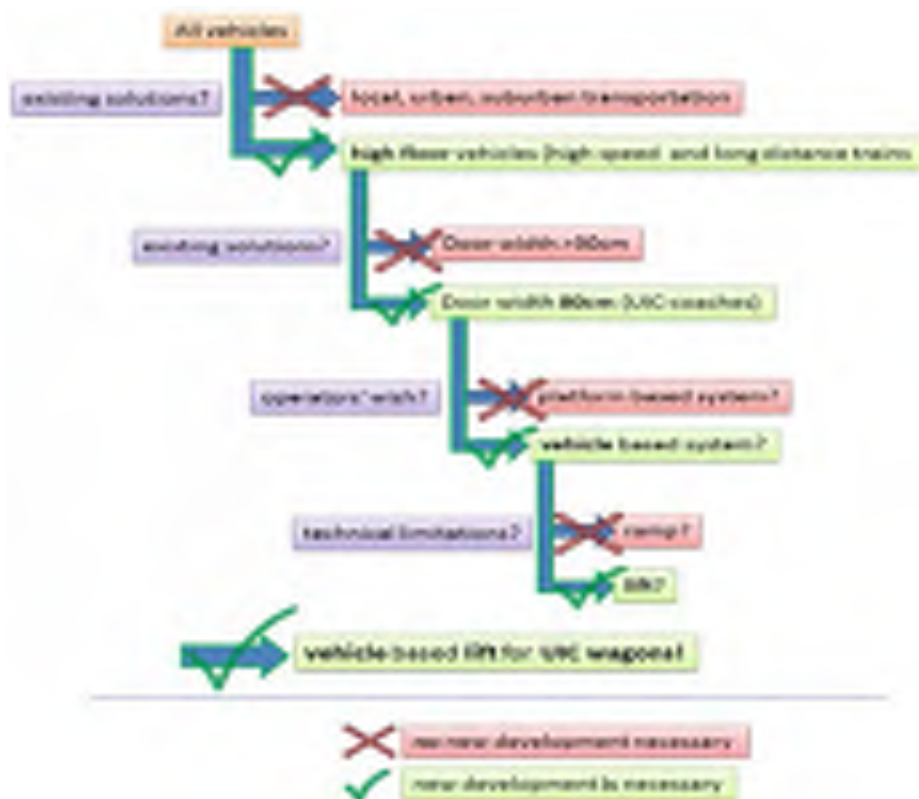 All vehicles
existing solutions?
local, urban, suburban transportation
high floor vehicles (high speed and long distance trains
existing solutions?
Door width >80cm
Door width 80cm (UIC coaches)
operators' wish?
platform based system?
vehicle based system?
technical limitations?
ramp?
lift?
vehicle based lift for UIC wagons!
no new development necessary
new development is necessary